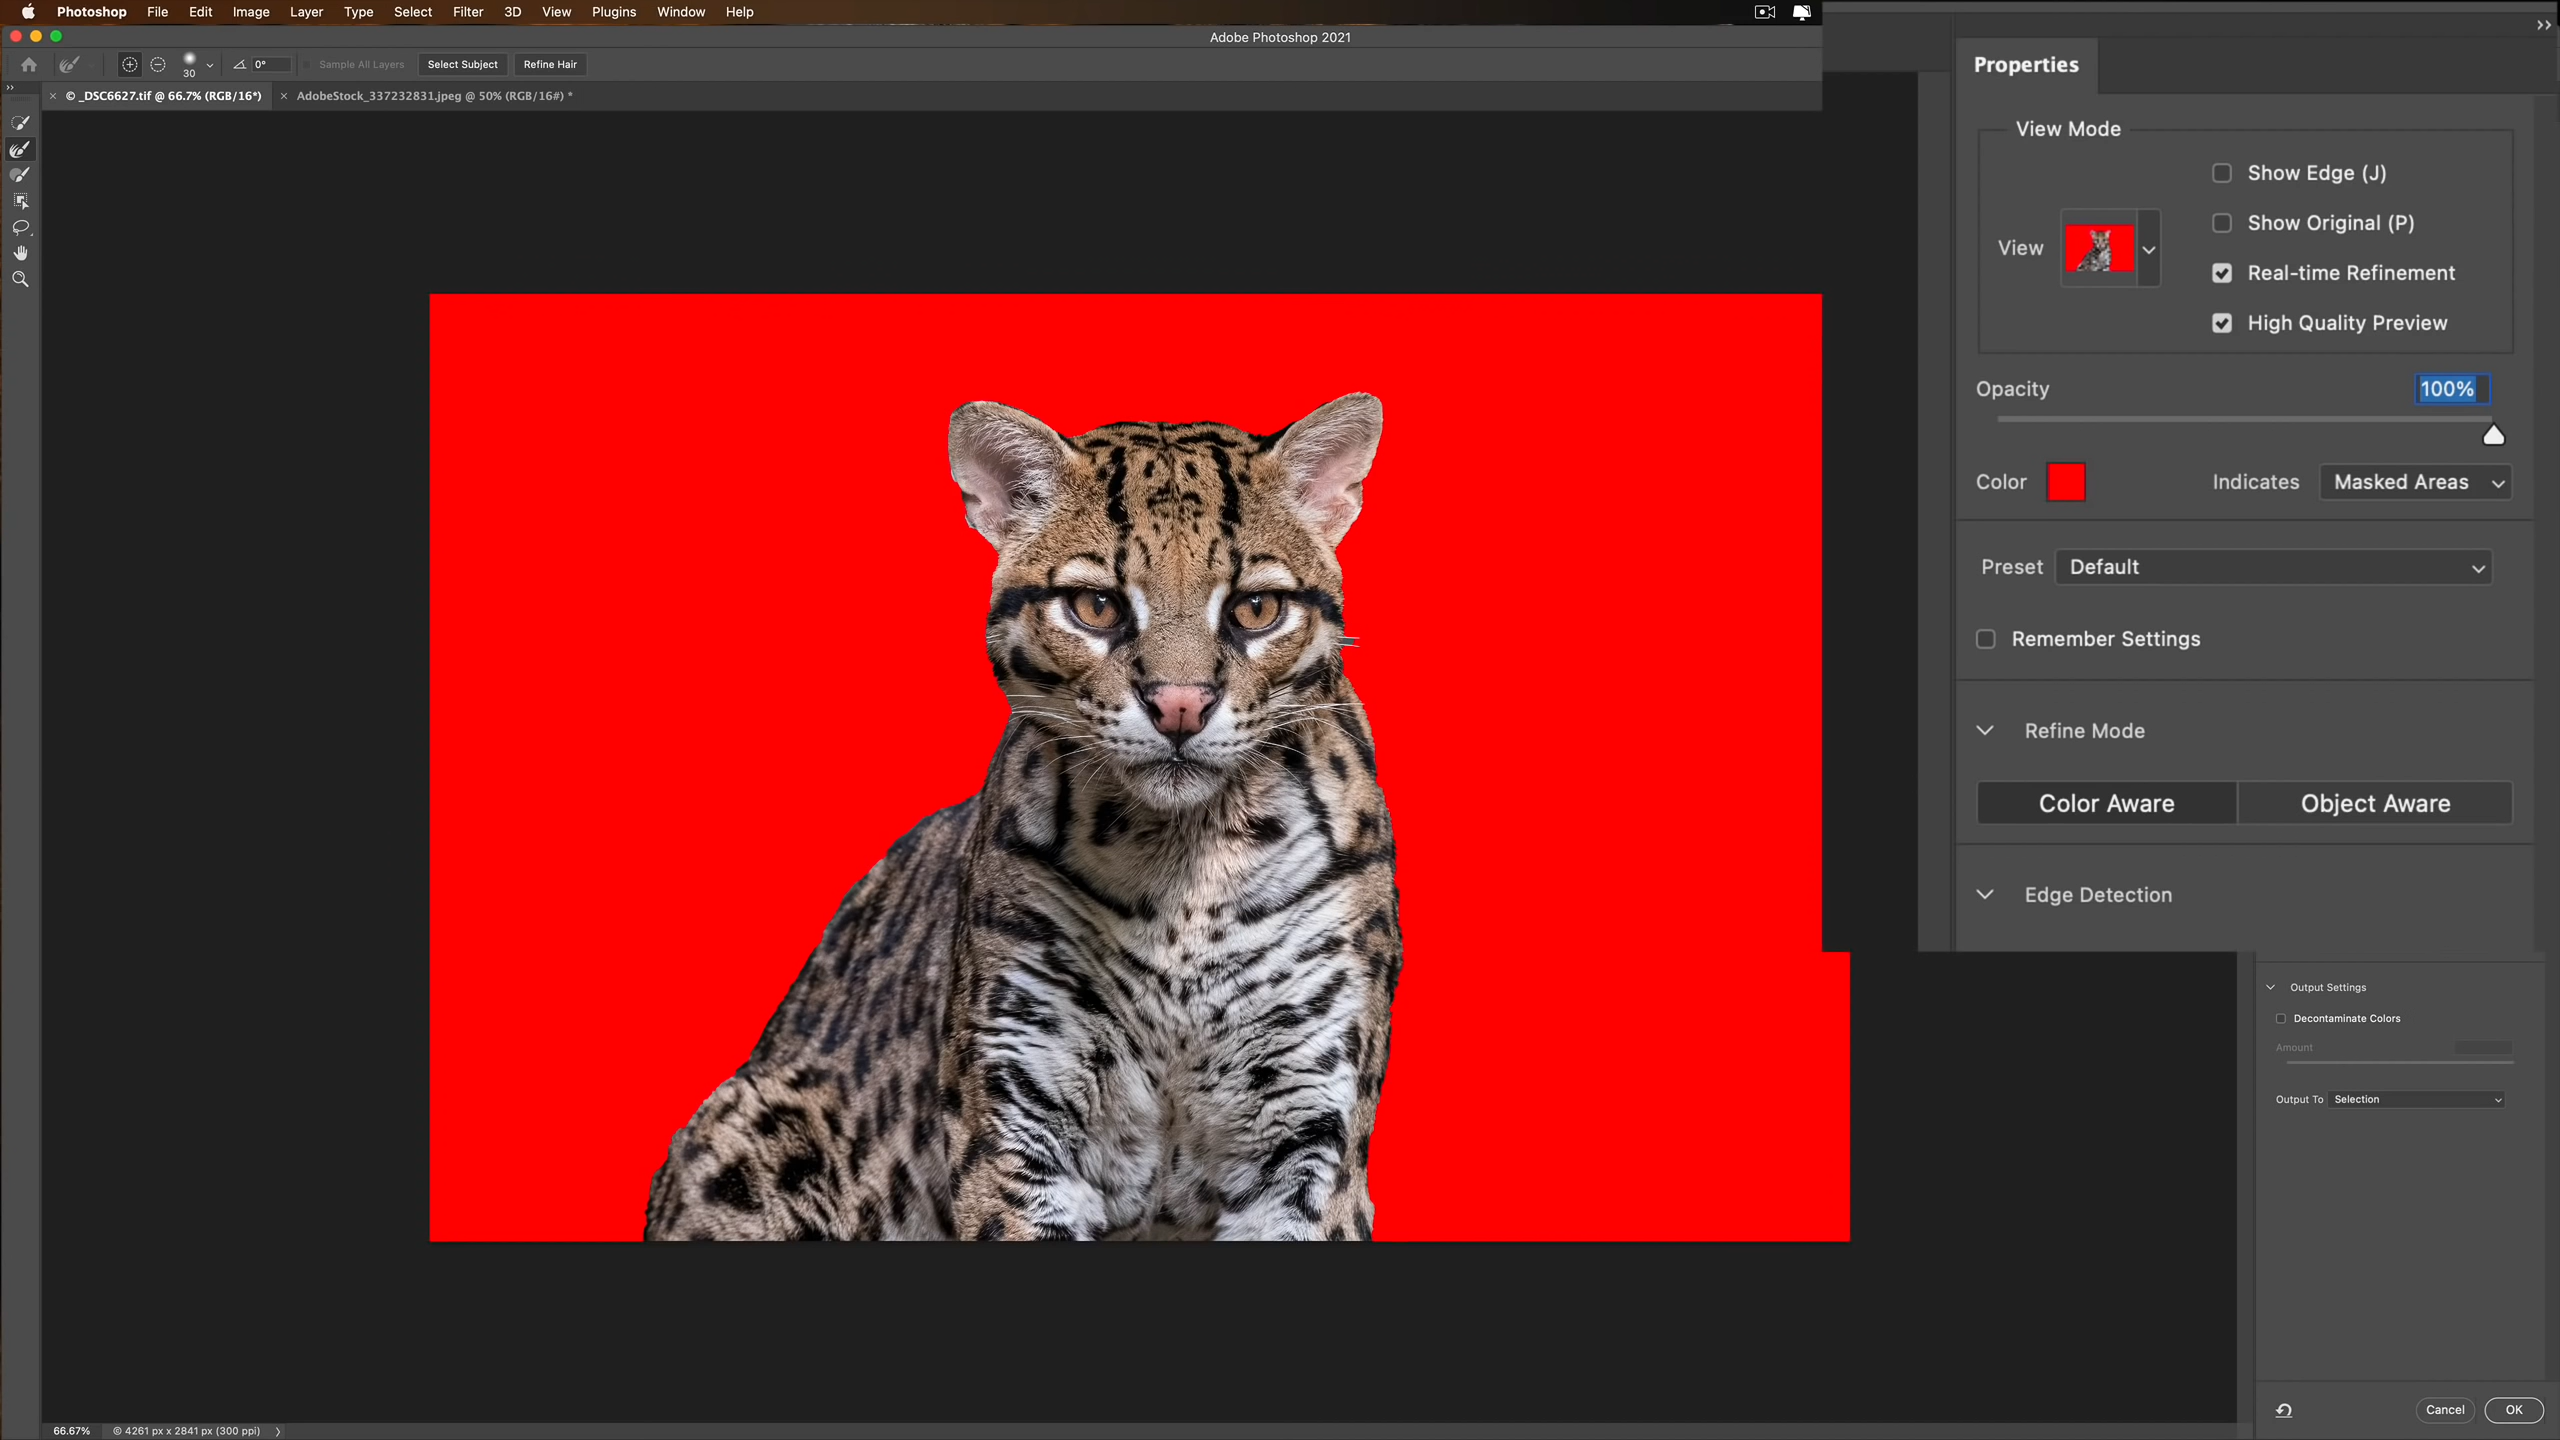 Photoshop File Edit Image Layer Type Select Filter 3D View Plugins Window Help
Adobe Photoshop 2021
30 0° Sample All Layers Select Subject Refine Hair
© _DSC6627.tif @ 66.7% (RGB/16*) AdobeStock_337232831.jpeg @ 50% (RGB/16#) *
Properties
View Mode
Show Edge (J)
Show Original (P)
View
Real-time Refinement
High Quality Preview
Opacity 100%
Color Indicates Masked Areas
Preset Default
Remember Settings
Refine Mode
Color Aware Object Aware
Edge Detection
Output Settings
Decontaminate Colors
Amount
Output To Selection
Cancel OK
66.67% © 4261 px x 2841 px (300 ppi)